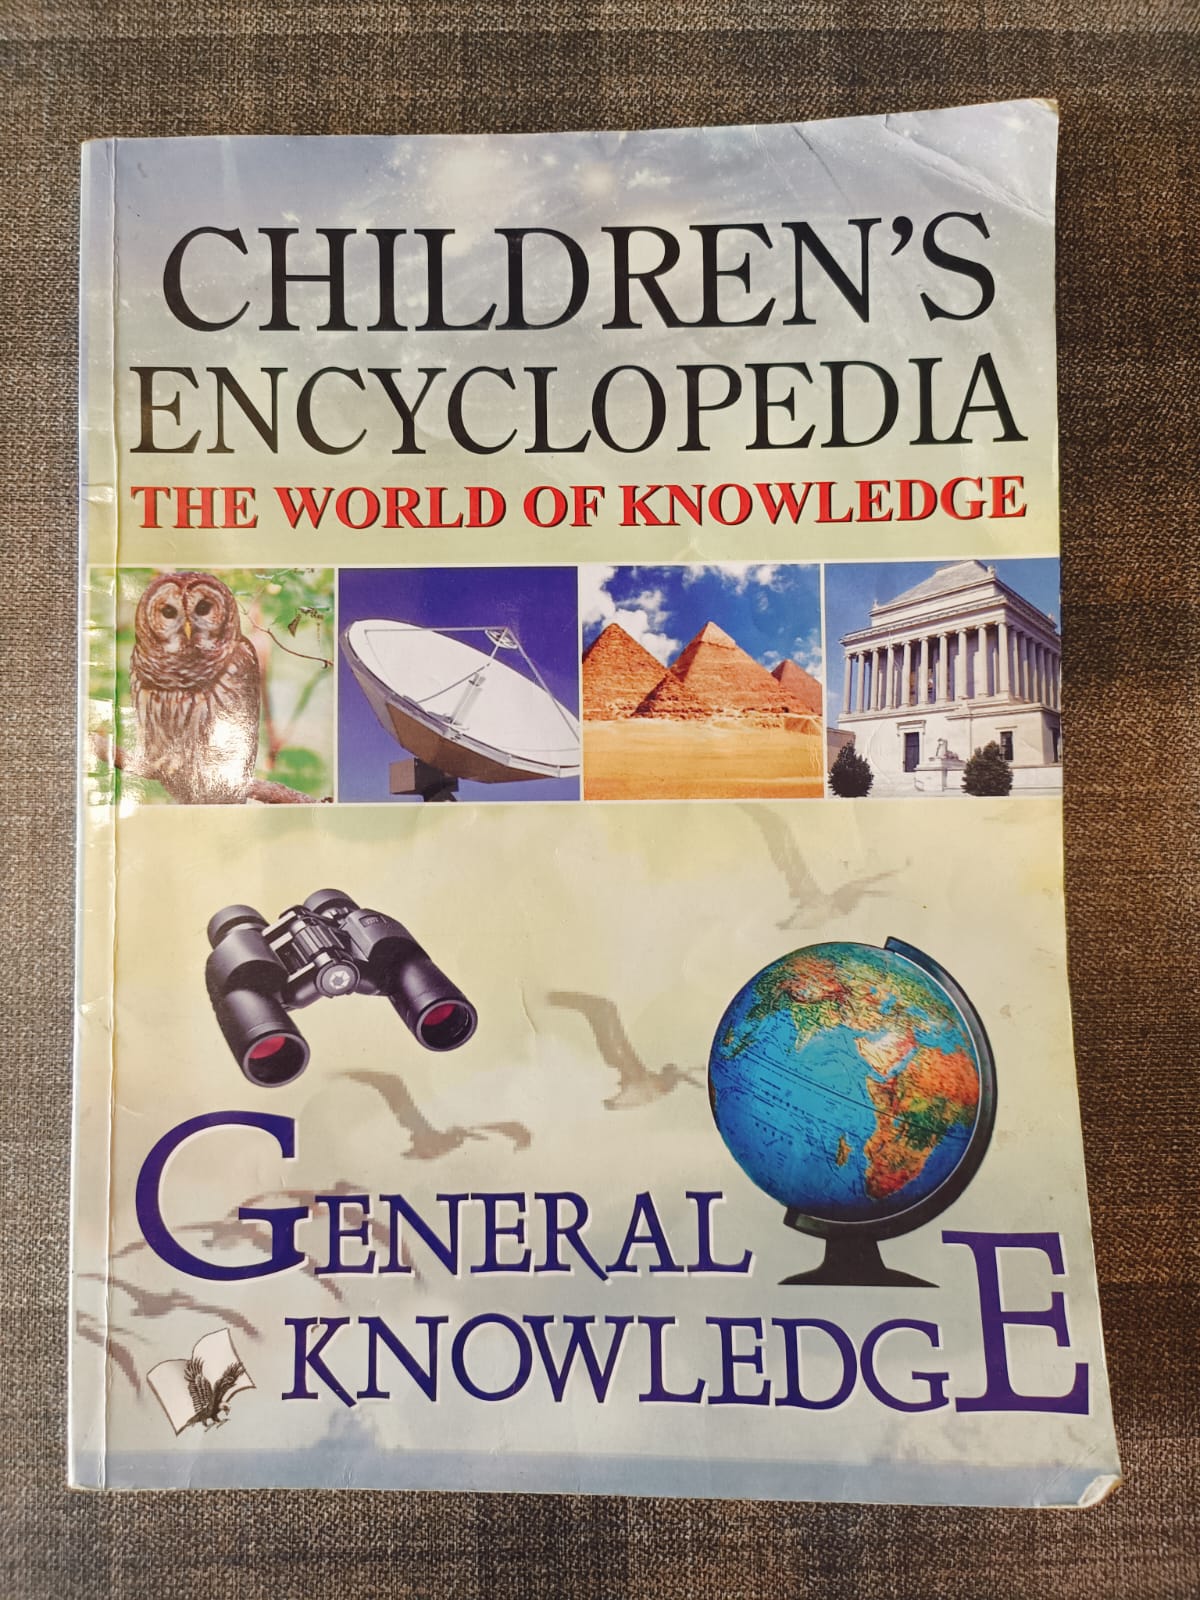 CHILDREN'S
ENCYCLOPEDIA
THE WORLD OF KNOWLEDGE
GENERAL
KNOWLEDGE